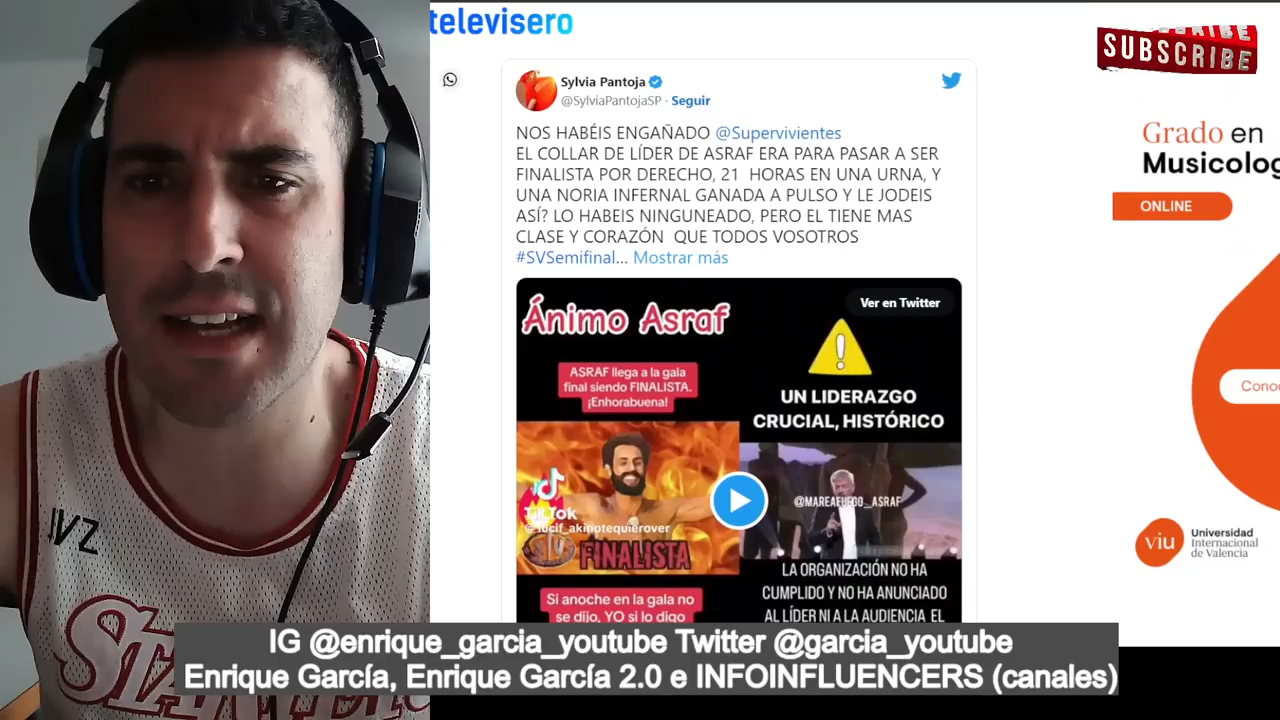 televisero
SUBSCRIBE
Sylvia Pantoja
@SylviaPantojaSP · Seguir
NOS HABÉIS ENGAÑADO @Supervivientes
EL COLLAR DE LÍDER DE ASRAF ERA PARA PASAR A SER
FINALISTA POR DERECHO, 21 HORAS EN UNA URNA, Y
UNA NORIA INFERNAL GANADA A PULSO Y LE JODEIS
ASÍ? LO HABEIS NINGUNEADO, PERO EL TIENE MAS
CLASE Y CORAZÓN QUE TODOS VOSOTROS
#SVSemifinal... Mostrar más
Ver en Twitter
Ánimo Asraf
ASRAF llega a la gala
final siendo FINALISTA.
¡Enhorabuena!
TikTok
@lucif_akinotequierover
FINALISTA
Si anoche en la gala no
se dijo, YO si lo digo
UN LIDERAZGO
CRUCIAL, HISTÓRICO
@MAREAFUEGO_ASRAF
LA ORGANIZACIÓN NO HA
CUMPLIDO Y NO HA ANUNCIADO
AL LÍDER NI A LA AUDIENCIA EL
Grado en
Musicolog
ONLINE
Conoc
viu
Universidad
Internacional
de Valencia
IVZ
IG @enrique_garcia_youtube Twitter @garcia_youtube
Enrique García, Enrique García 2.0 e INFOINFLUENCERS (canales)